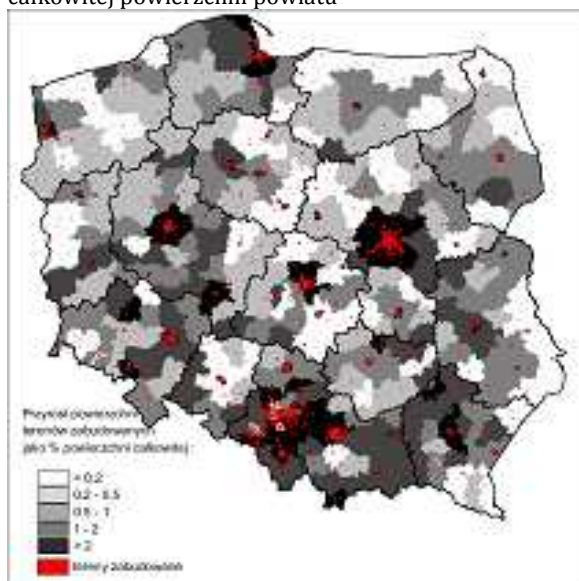 całkowitej powierzchni powiatu
Przyrost powierzchni
terenów zabudowanych
jako % powierzchni całkowitej :
< 0.2
0.2 - 0.5
0.5 - 1
1 - 2
> 2
tereny zabudowane